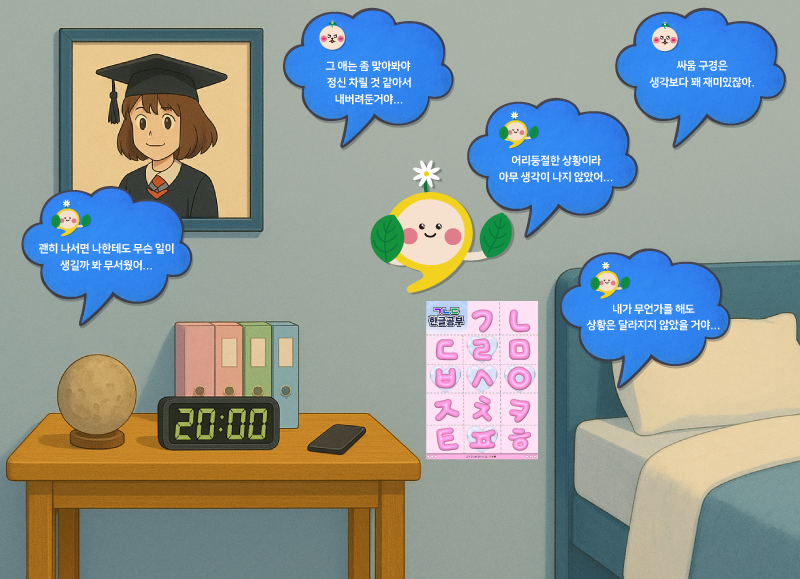 그 애는 좀 맞아봐야
정신 차릴 것 같아서
내버려둔거야...
싸움 구경은
생각보다 꽤 재미있잖아.
어리둥절한 상황이라
아무 생각이 나지 않았어...
괜히 나서면 나한테도 무슨 일이
생길까 봐 무서웠어...
내가 무언가를 해도
상황은 달라지지 않았을 거야...
20:00
ㄱㄴㄷ
한글공부
ㄱ ㄴ
ㄷ ㄹ ㅁ
ㅂ ㅅ ㅇ
ㅈ ㅊ ㅋ
ㅌ ㅍ ㅎ